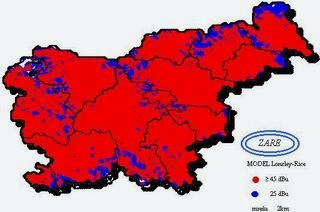 ZARE
MODEL Longley-Rice
≥ 45 dBu
25 dBu
mreža 2km